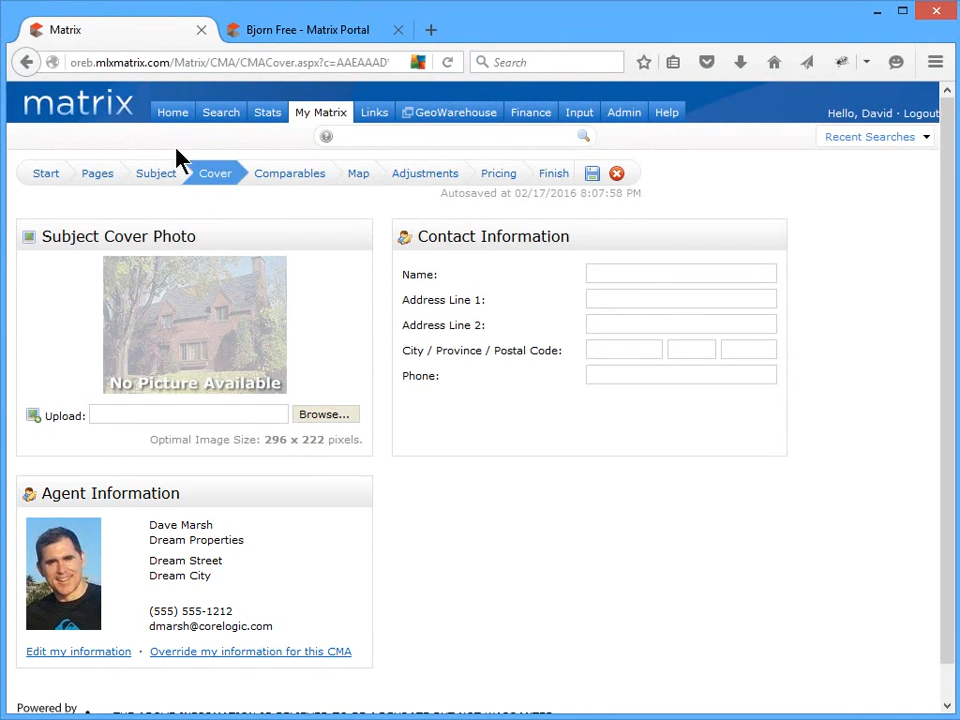 Matrix
Bjorn Free - Matrix Portal
oreb.mlxmatrix.com/Matrix/CMA/CMACover.aspx?c=AAEAAAD
Search
matrix
Home Search Stats My Matrix Links GeoWarehouse Finance Input Admin Help
Hello, David · Logout
Recent Searches
Start Pages Subject Cover Comparables Map Adjustments Pricing Finish
Autosaved at 02/17/2016 8:07:58 PM
Subject Cover Photo
No Picture Available
Upload:
Browse...
Optimal Image Size: 296 x 222 pixels.
Contact Information
Name:
Address Line 1:
Address Line 2:
City / Province / Postal Code:
Phone:
Agent Information
Dave Marsh
Dream Properties
Dream Street
Dream City
(555) 555-1212
dmarsh@corelogic.com
Edit my information · Override my information for this CMA
Powered by